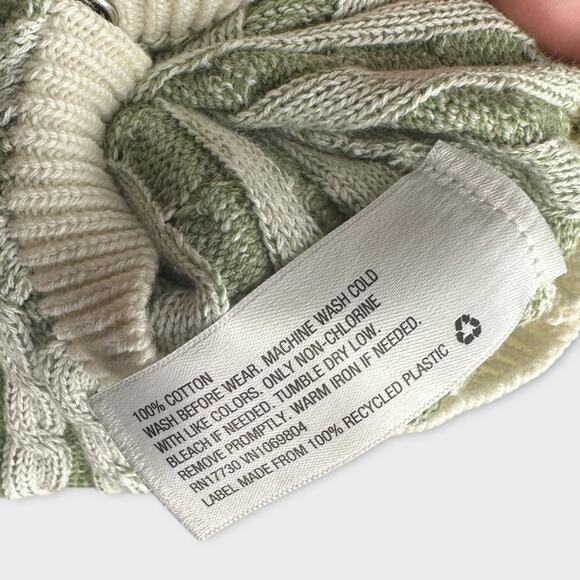 100% COTTON
WASH BEFORE WEAR. MACHINE WASH COLD
WITH LIKE COLORS. ONLY NON-CHLORINE
BLEACH IF NEEDED. TUMBLE DRY LOW.
REMOVE PROMPTLY. WARM IRON IF NEEDED.
RN17730 VN1069804
LABEL MADE FROM 100% RECYCLED PLASTIC